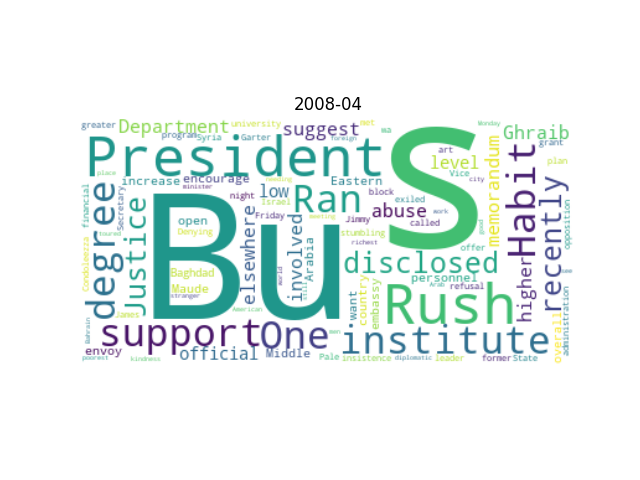 2008-04
greater
Department
university
suggest
met
wa
Monday
Ghraib
program
Syria
Garter
foreign
President
S
art
grant
level
memorandum
Habit
plan
place
increase
encourage
Eastern
block
Vice
low
Ran
exiled
city
financial
degree
Secretary
minister
night
Israel
abuse
work
good
recently
opposition
Justice
Bu
open
elsewhere
Friday
Jimmy
called
toured
Denying
involved
Arabia
stumbling
offer
Condoleezza
Baghdad
meeting
richest
disclosed
higher
see
world
still
country
embassy
personnel
Maude
stranger
want
Arab
refusal
Rush
administration
James
American
Bahrain
support
One
men
institute
overall
envoy
official
Middle
Pale
insistence
diplomatic
leader
former
State
poorest
kindness